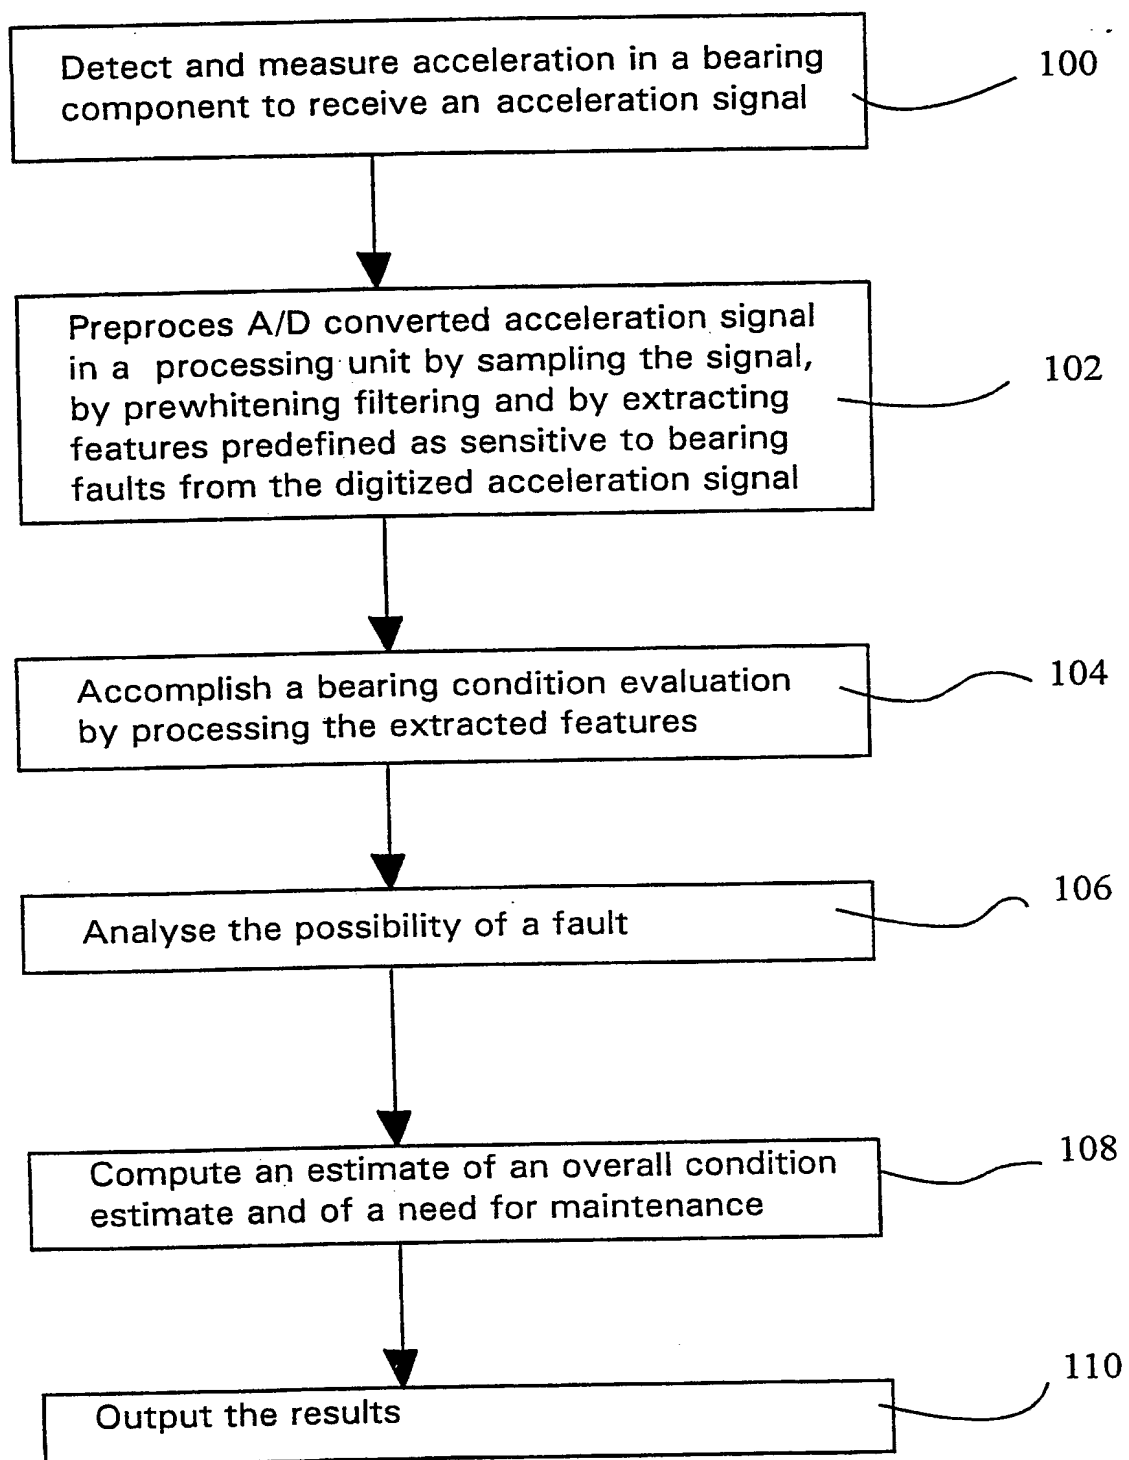 Detect and measure acceleration in a bearing
component to receive an acceleration signal
100
Preproces A/D converted acceleration signal
in a processing unit by sampling the signal,
by prewhitening filtering and by extracting
features predefined as sensitive to bearing
faults from the digitized acceleration signal
102
Accomplish a bearing condition evaluation
by processing the extracted features
104
Analyse the possibility of a fault
106
Compute an estimate of an overall condition
estimate and of a need for maintenance
108
Output the results
110